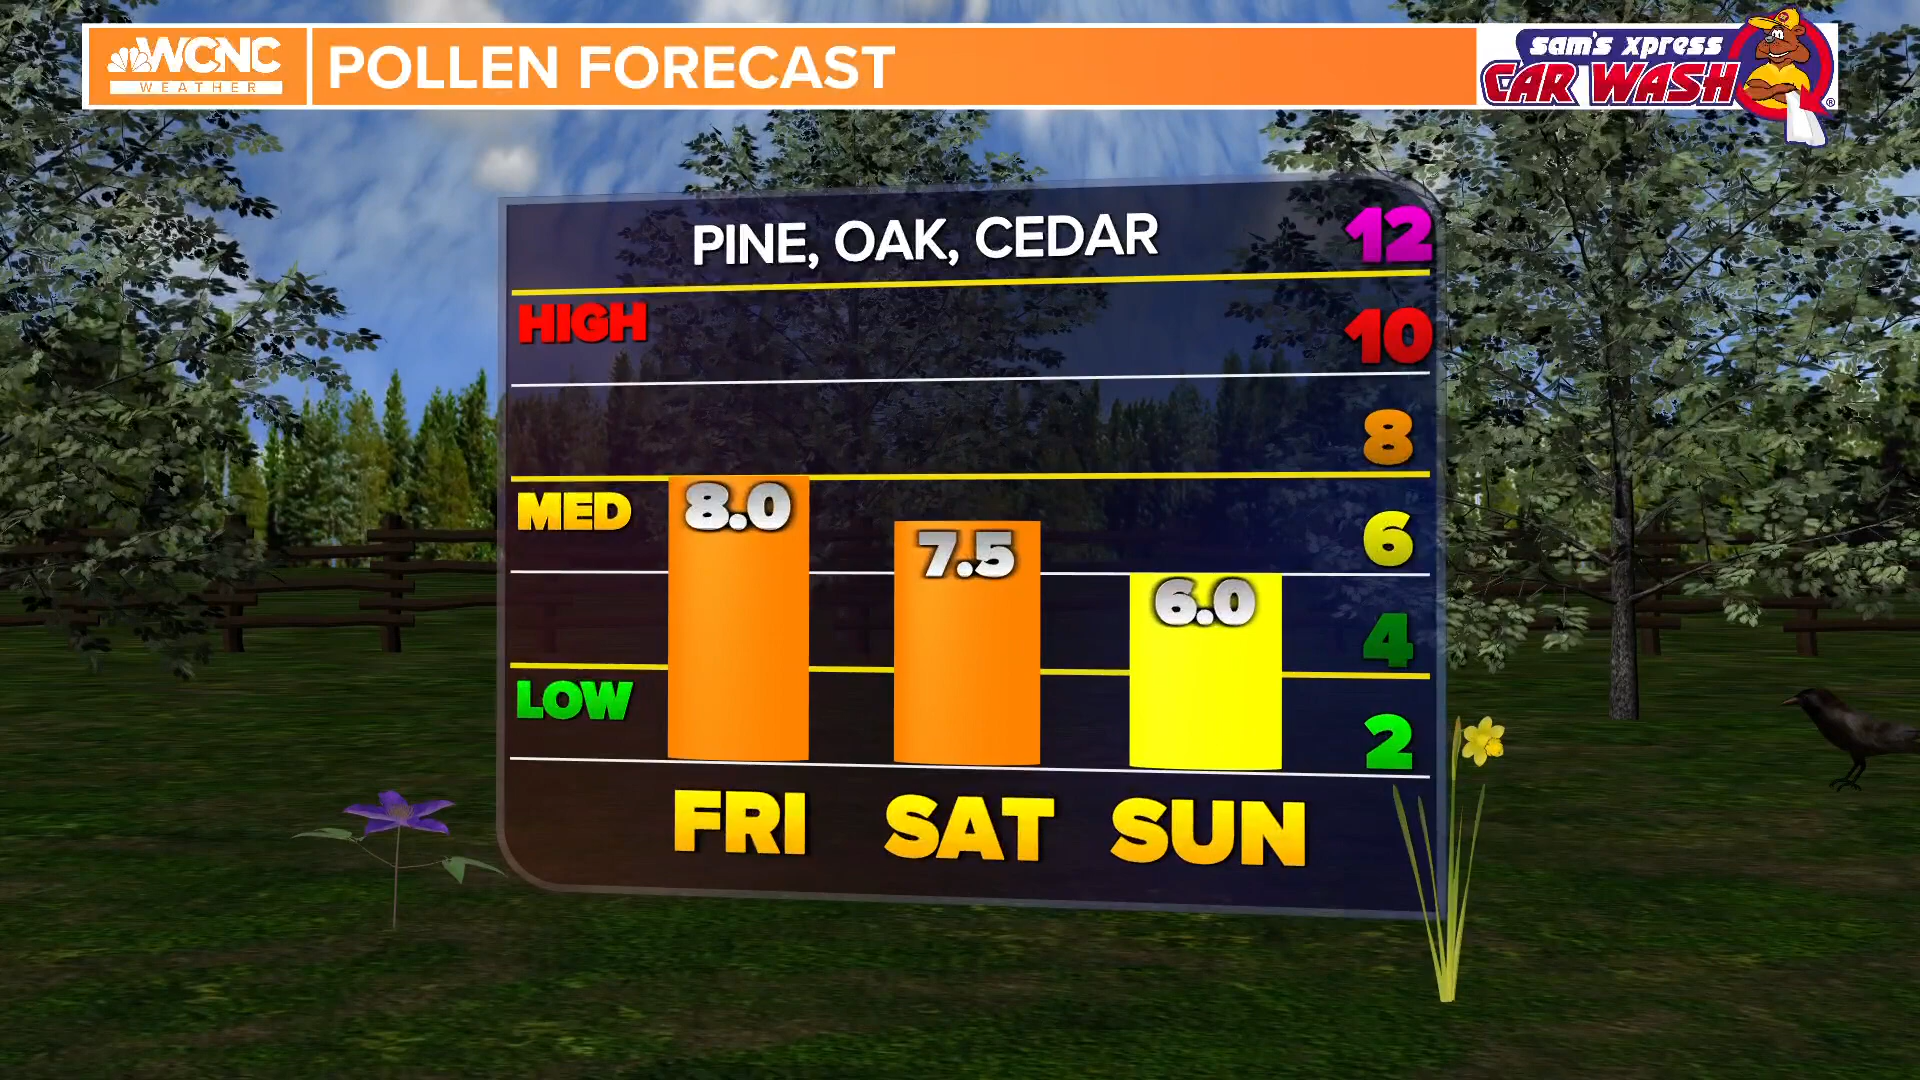 WCNC
WEATHER
POLLEN FORECAST
sam's xpress
CAR WASH
®
PINE, OAK, CEDAR
12
HIGH
10
8
MED
8.0
7.5
6
6.0
4
LOW
2
FRI SAT SUN